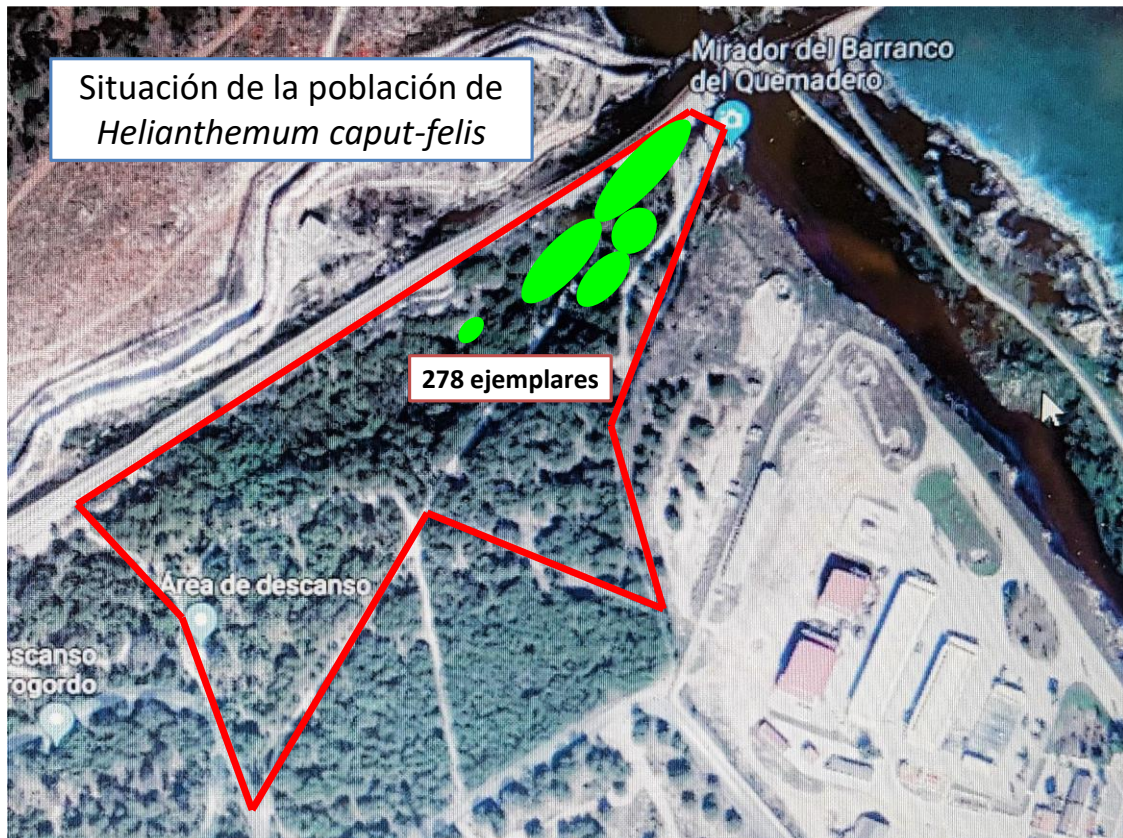 Situación de la población de
Helianthemum caput-felis
Mirador del Barranco
del Quemadero
278 ejemplares
Área de descanso
escanso
rogordo